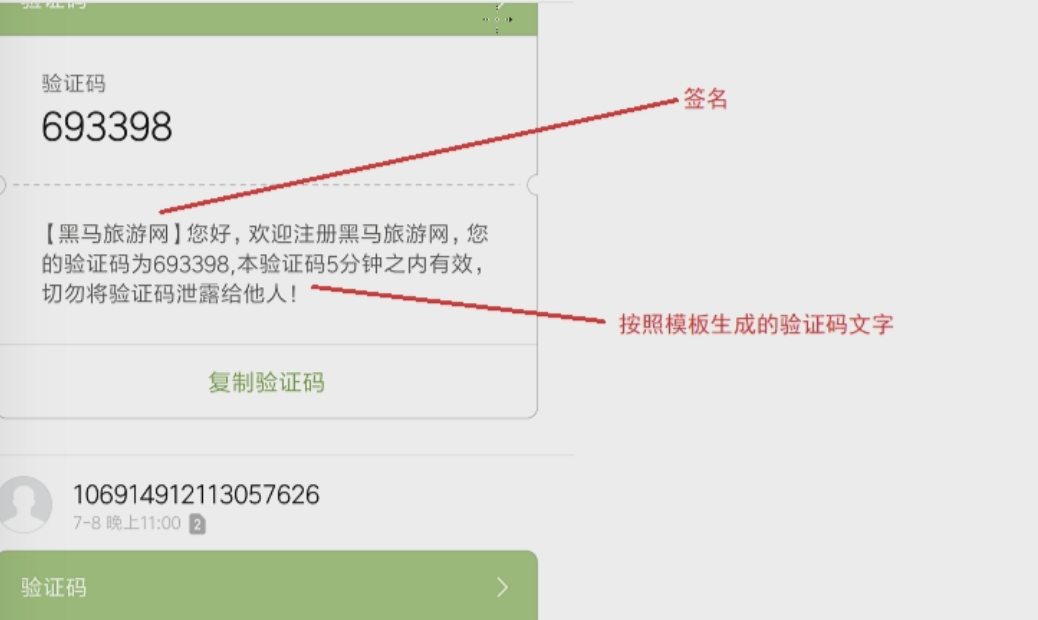 验证码
验证码
693398
签名
【黑马旅游网】您好，欢迎注册黑马旅游网，您
的验证码为693398,本验证码5分钟之内有效，
切勿将验证码泄露给他人！
按照模板生成的验证码文字
复制验证码
106914912113057626
7-8 晚上11:00 2
验证码